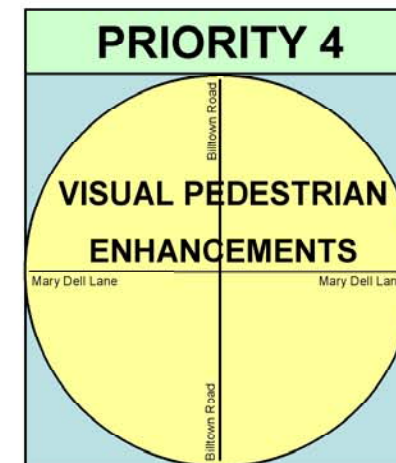 PRIORITY 4
Billtown Road
VISUAL PEDESTRIAN
ENHANCEMENTS
Mary Dell Lane
Mary Dell Lan
Billtown Road